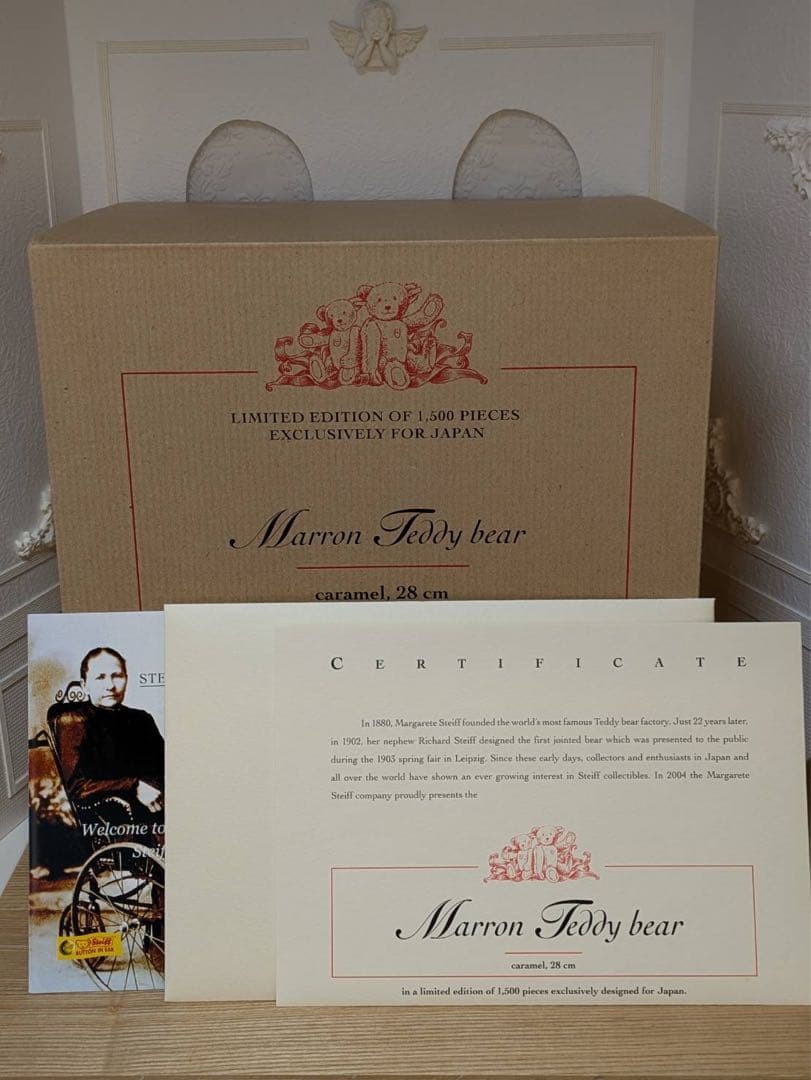 LIMITED EDITION OF 1,500 PIECES
EXCLUSIVELY FOR JAPAN
Marron Teddy bear
caramel, 28 cm
STE
Welcome to
Steiff
BUTTON IN EAR
CERTIFICATE
In 1880, Margarete Steiff founded the world's most famous Teddy bear factory. Just 22 years later,
in 1902, her nephew Richard Steiff designed the first jointed bear which was presented to the public
during the 1903 spring fair in Leipzig. Since these early days, collectors and enthusiasts in Japan and
all over the world have shown an ever growing interest in Steiff collectibles. In 2004 the Margarete
Steiff company proudly presents the
Marron Teddy bear
caramel, 28 cm
in a limited edition of 1,500 pieces exclusively designed for Japan.